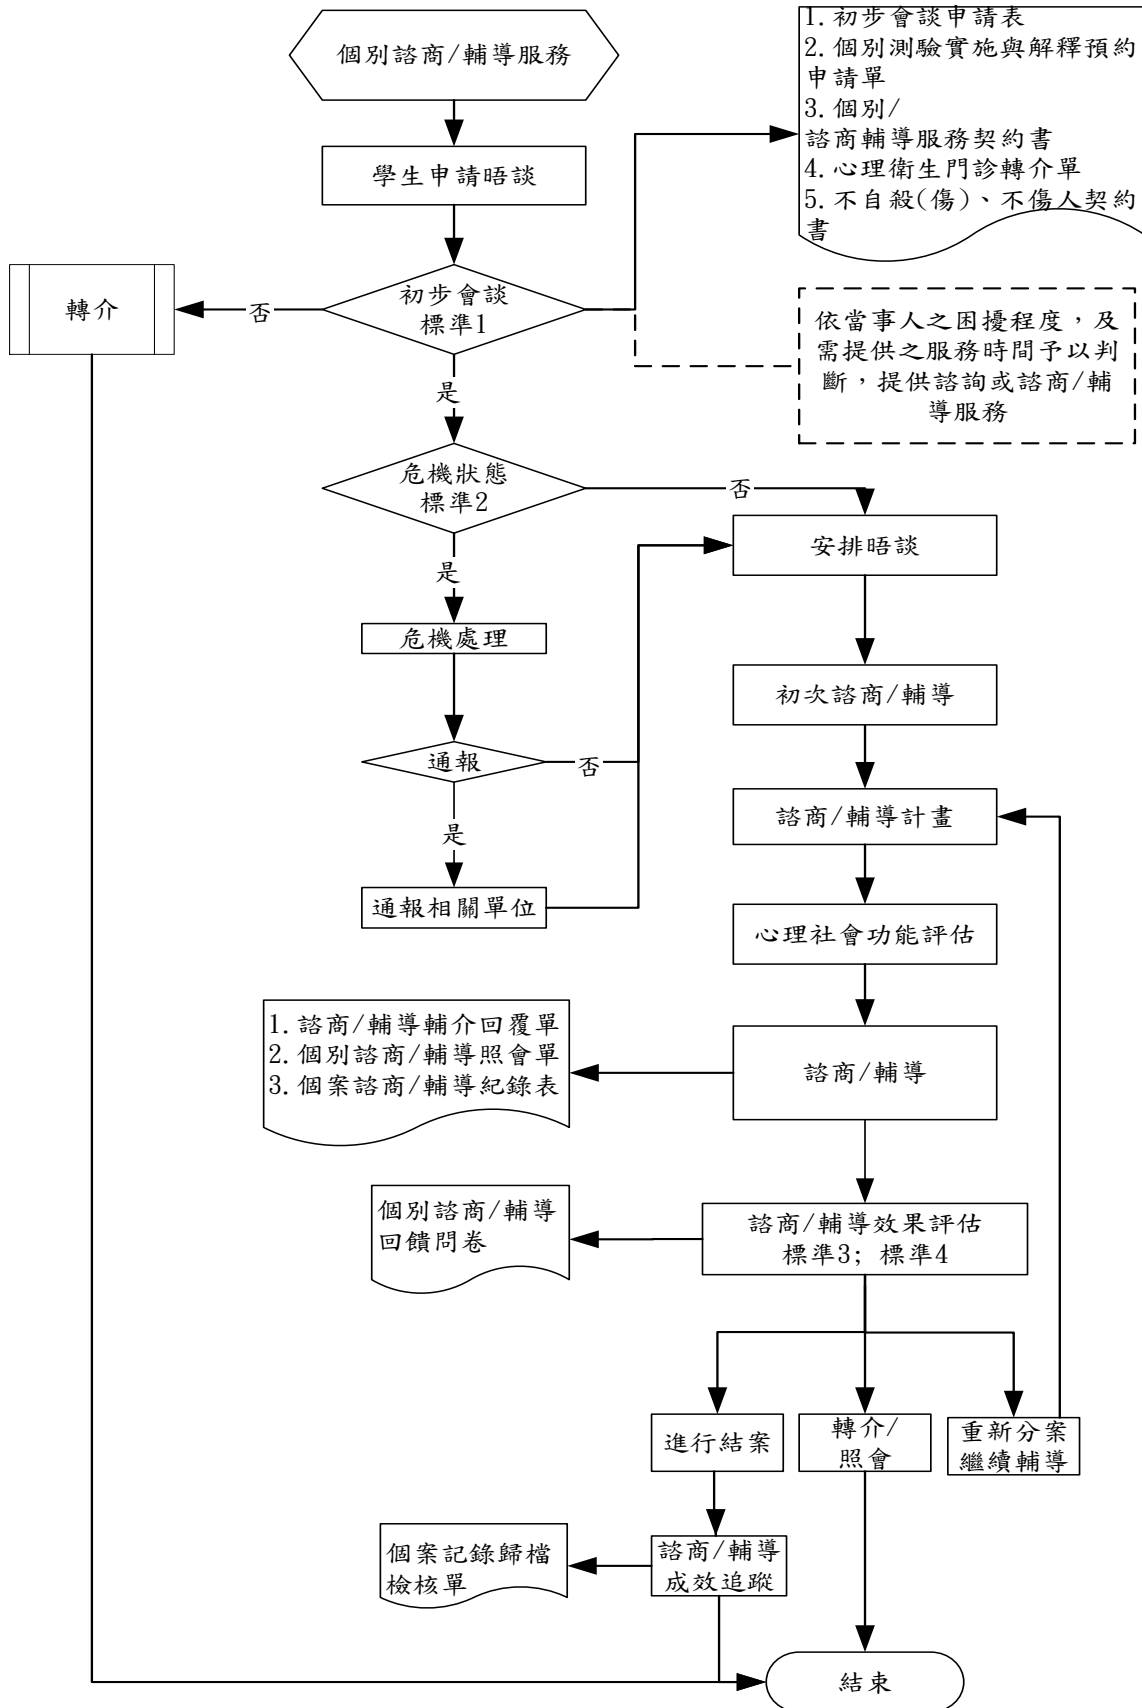 個別諮商/輔導服務
學生申請晤談
1. 初步會談申請表
2. 個別測驗實施與解釋預約
申請單
3. 個別/
諮商輔導服務契約書
4. 心理衛生門診轉介單
5. 不自殺(傷)、不傷人契約
書
轉介
否
初步會談
標準1
依當事人之困擾程度，及
需提供之服務時間予以判
斷，提供諮詢或諮商/輔
導服務
是
危機狀態
標準2
否
安排晤談
是
危機處理
初次諮商/輔導
通報
否
諮商/輔導計畫
是
通報相關單位
心理社會功能評估
1. 諮商/輔導輔介回覆單
2. 個別諮商/輔導照會單
3. 個案諮商/輔導紀錄表
諮商/輔導
個別諮商/輔導
回饋問卷
諮商/輔導效果評估
標準3; 標準4
進行結案
轉介/
照會
重新分案
繼續輔導
個案記錄歸檔
檢核單
諮商/輔導
成效追蹤
結束